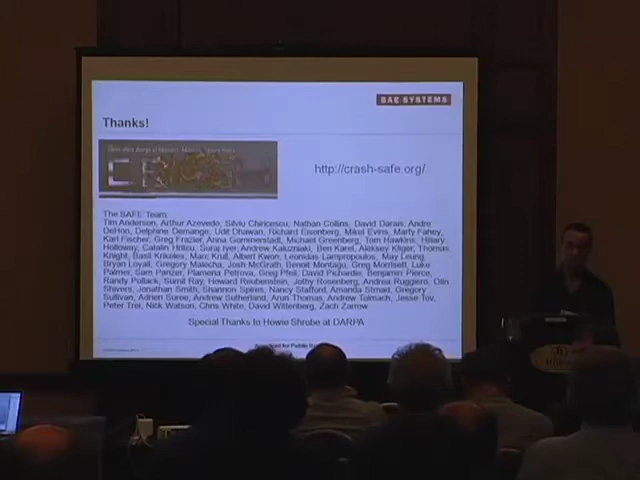 BAE SYSTEMS
Thanks!
http://crash-safe.org/
The SAFE Team:
Tim Anderson, Arthur Azevedo, Silviu Chiricescu, Nathan Collins, David Darais, Andre
DeHon, Delphine Demange, Udit Dhawan, Richard Eisenberg, Mikel Evins, Marty Fahey,
Karl Fischer, Greg Frazier, Anna Gommerstadt, Michael Greenberg, Tom Hawkins, Hillary
Holloway, Catalin Hritcu, Suraj Iyer, Andrew Kaluzniaki, Ben Karel, Aleksey Kliger, Thomas
Knight, Basil Krikeles, Marc Krull, Albert Kwon, Leonidas Lampropoulos, May Leung,
Bryan Loyall, Gregory Malecha, Josh McGrath, Benoit Montagu, Greg Morrisett, Luke
Palmer, Sam Panzer, Plamena Petrova, Greg Pfeil, David Pichardie, Benjamin Pierce,
Randy Pollack, Sumit Ray, Howard Reubenstein, Jothy Rosenberg, Andrea Ruggiero, Olin
Shivers, Jonathan Smith, Shannon Spires, Nancy Stafford, Amanda Strnad, Gregory
Sullivan, Adrien Suree, Andrew Sutherland, Arun Thomas, Andrew Tolmach, Jesse Tov,
Peter Trei, Nick Watson, Chris White, David Wittenberg, Zach Zarrow
Special Thanks to Howie Shrobe at DARPA